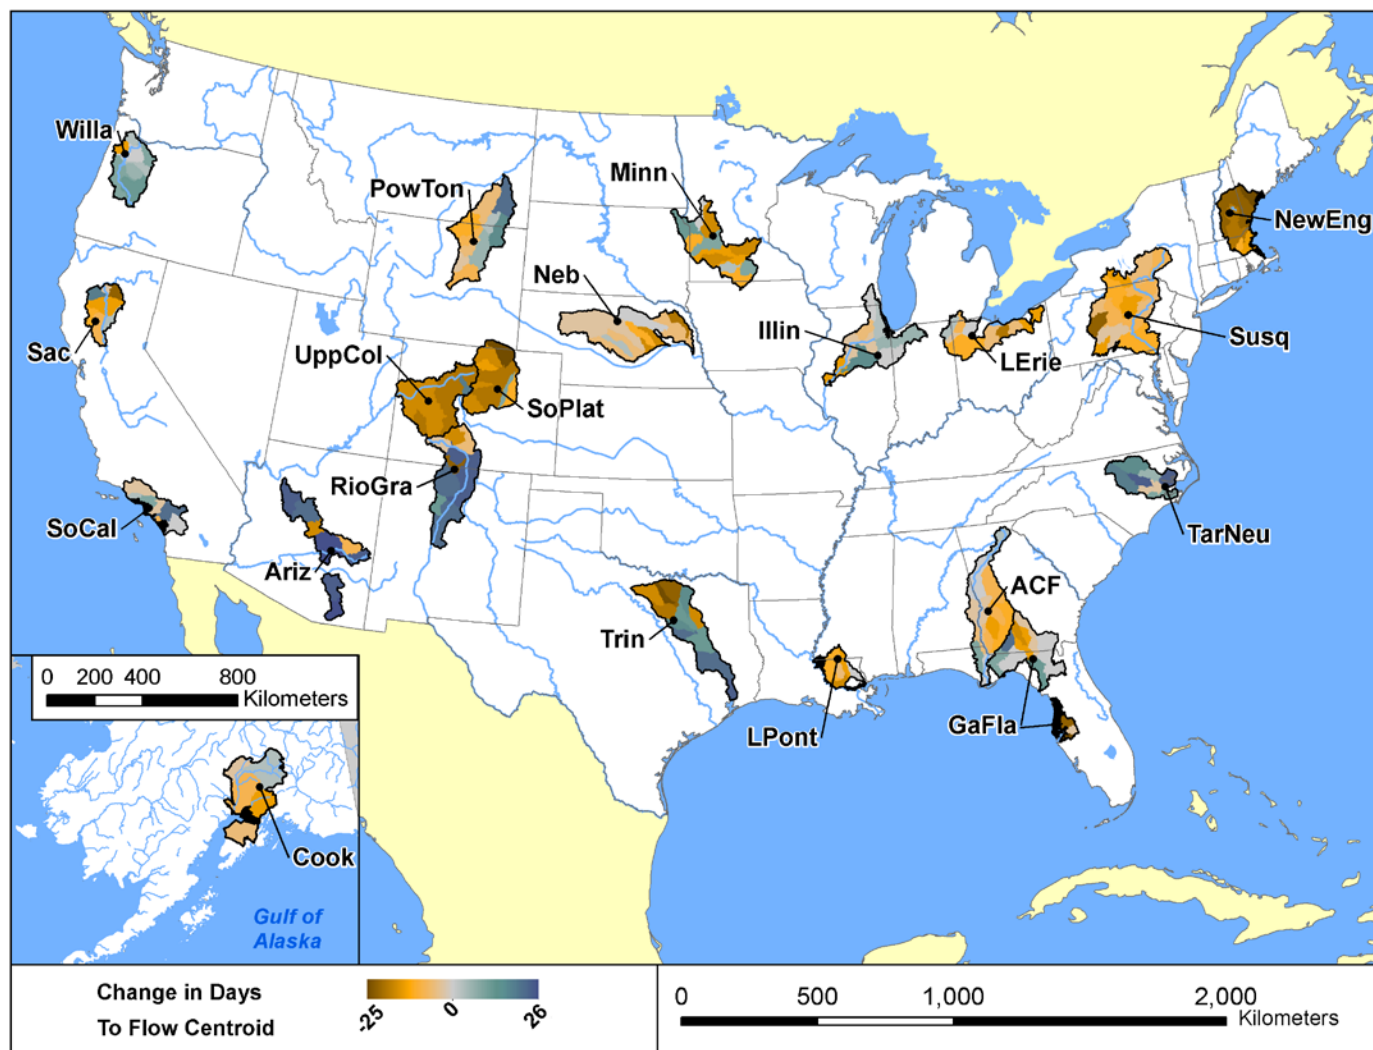 Willa
PowTon
Minn
NewEng
Neb
Illin
Susq
Sac
UppCol
LErie
SoPlat
RioGra
SoCal
TarNeu
Ariz
ACF
Trin
GaFla
LPont
0 200 400 800
Kilometers
Cook
Gulf of
Alaska
Change in Days
To Flow Centroid
-25 0 26
0 500 1,000 2,000
Kilometers